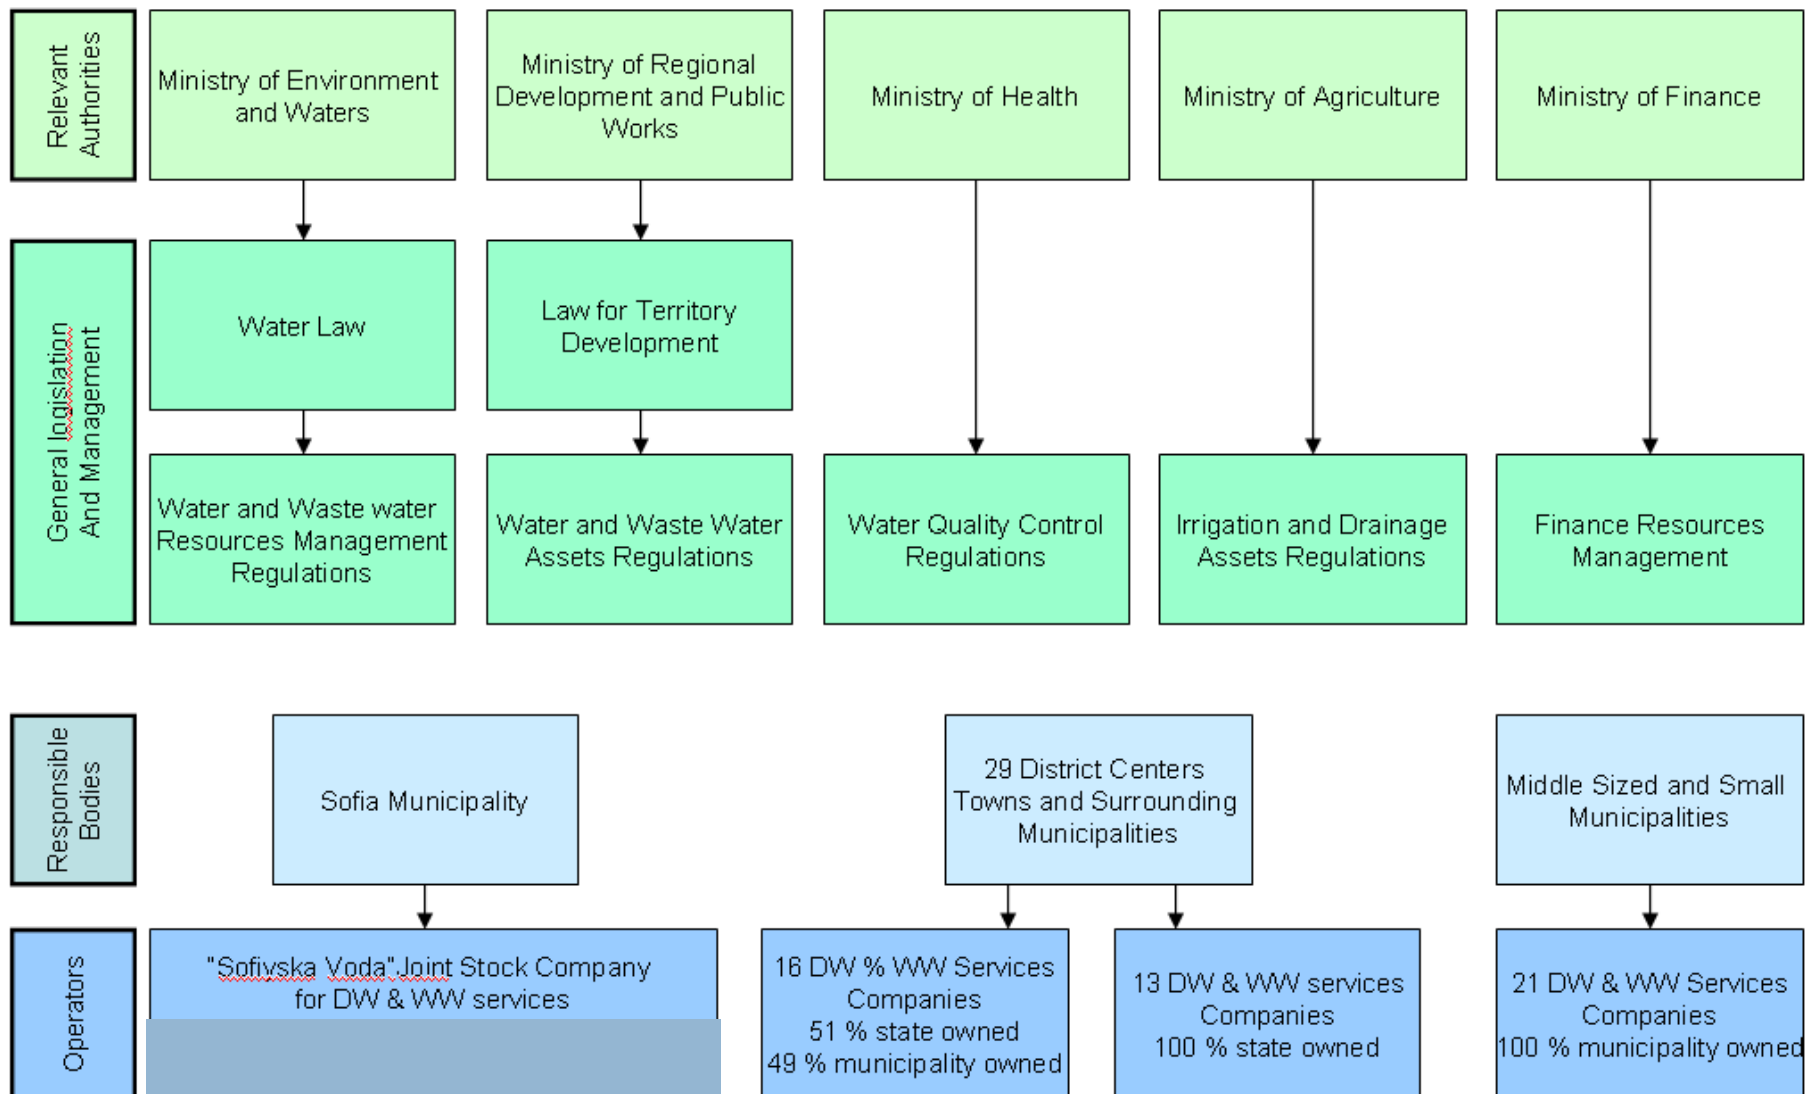 Relevant
Authorities
Ministry of Environment
and Waters
Ministry of Regional
Development and Public
Works
Ministry of Health
Ministry of Agriculture
Ministry of Finance
General logislation
And Management
Water Law
Law for Territory
Development
Water and Waste water
Resources Management
Regulations
Water and Waste Water
Assets Regulations
Water Quality Control
Regulations
Irrigation and Drainage
Assets Regulations
Finance Resources
Management
Responsible
Bodies
Sofia Municipality
29 District Centers
Towns and Surrounding
Municipalities
Middle Sized and Small
Municipalities
Operators
"Sofiyska Voda"Joint Stock Company
for DW & WW services
16 DW % WW Services
Companies
51 % state owned
49 % municipality owned
13 DW & WW services
Companies
100 % state owned
21 DW & WW Services
Companies
100 % municipality owned